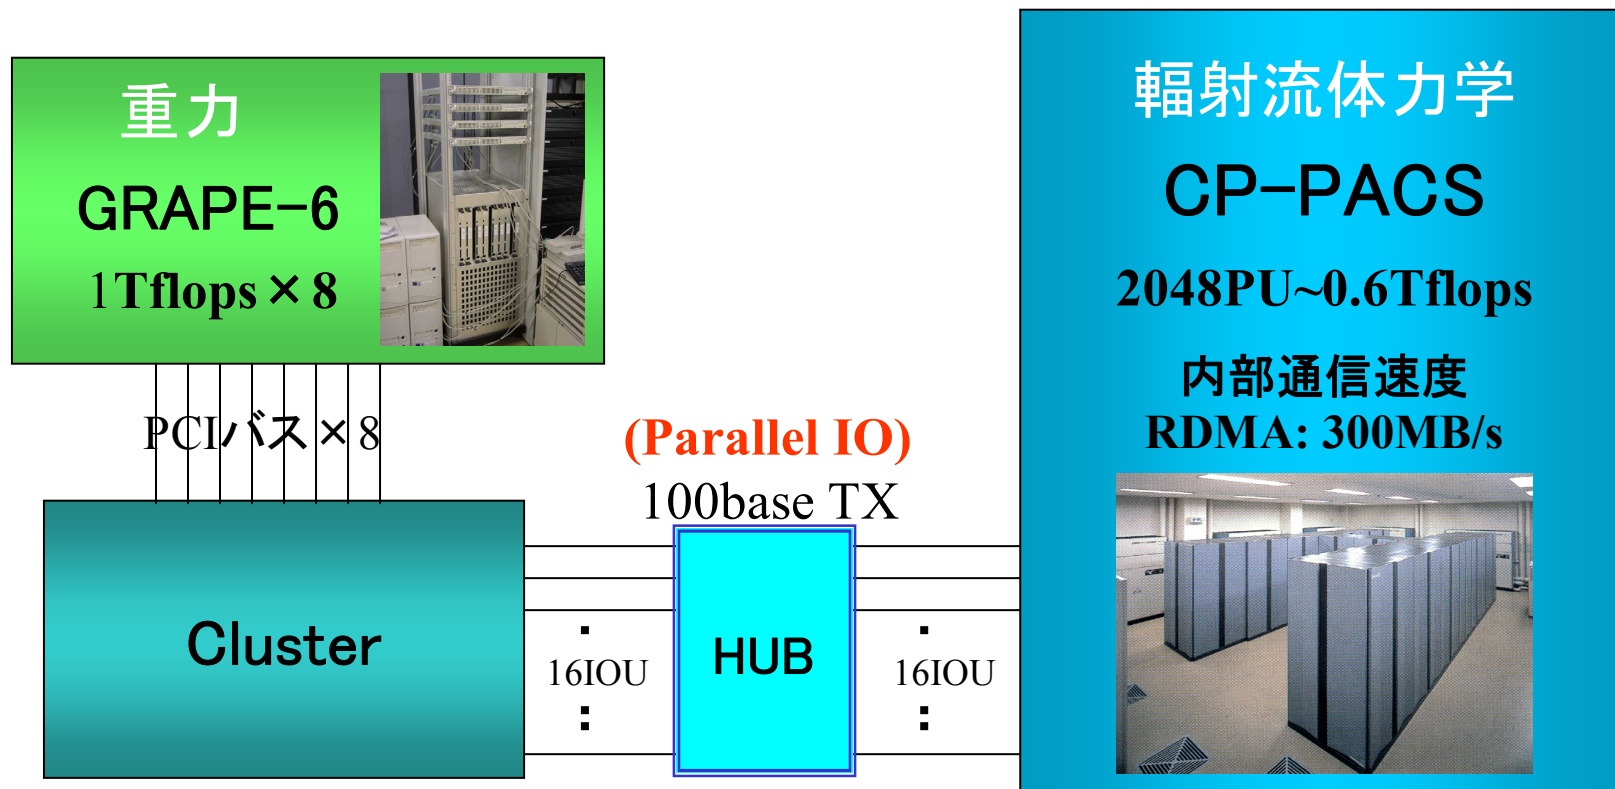 重力
GRAPE-6
1Tflops×8
PCIバス×8
Cluster
(Parallel IO)
100base TX
16IOU
HUB
16IOU
輻射流体力学
CP-PACS
2048PU~0.6Tflops
内部通信速度
RDMA: 300MB/s